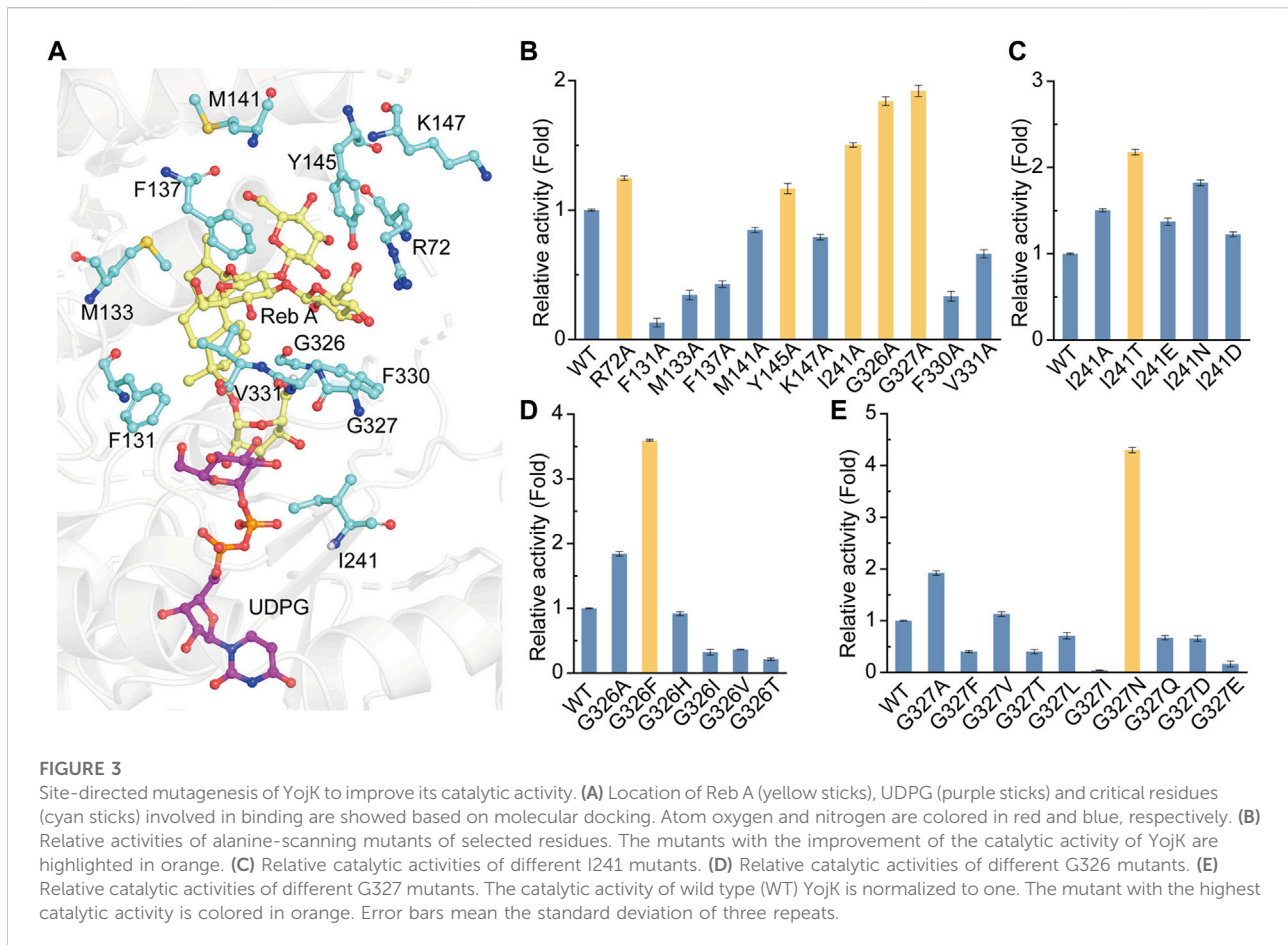 A
M141
K147
Y145
F137
R72
M133
Reb A
G326
F330
V331
G327
F131
I241
UDPG
B
Relative activity (Fold)
2
1
0
WT
R72A
F131A
M133A
F137A
M141A
Y145A
K147A
I241A
G326A
G327A
F330A
V331A
C
Relative activity (Fold)
3
2
1
0
WT
I241A
I241T
I241E
I241N
I241D
D
Relative activity (Fold)
4
3
2
1
0
WT
G326A
G326F
G326H
G326I
G326V
G326T
E
Relative activity (Fold)
5
4
3
2
1
0
WT
G327A
G327F
G327V
G327T
G327L
G327I
G327N
G327Q
G327D
G327E
FIGURE 3
Site-directed mutagenesis of YojK to improve its catalytic activity. (A) Location of Reb A (yellow sticks), UDPG (purple sticks) and critical residues
(cyan sticks) involved in binding are showed based on molecular docking. Atom oxygen and nitrogen are colored in red and blue, respectively. (B)
Relative activities of alanine-scanning mutants of selected residues. The mutants with the improvement of the catalytic activity of YojK are
highlighted in orange. (C) Relative catalytic activities of different I241 mutants. (D) Relative catalytic activities of different G326 mutants. (E)
Relative catalytic activities of different G327 mutants. The catalytic activity of wild type (WT) YojK is normalized to one. The mutant with the highest
catalytic activity is colored in orange. Error bars mean the standard deviation of three repeats.